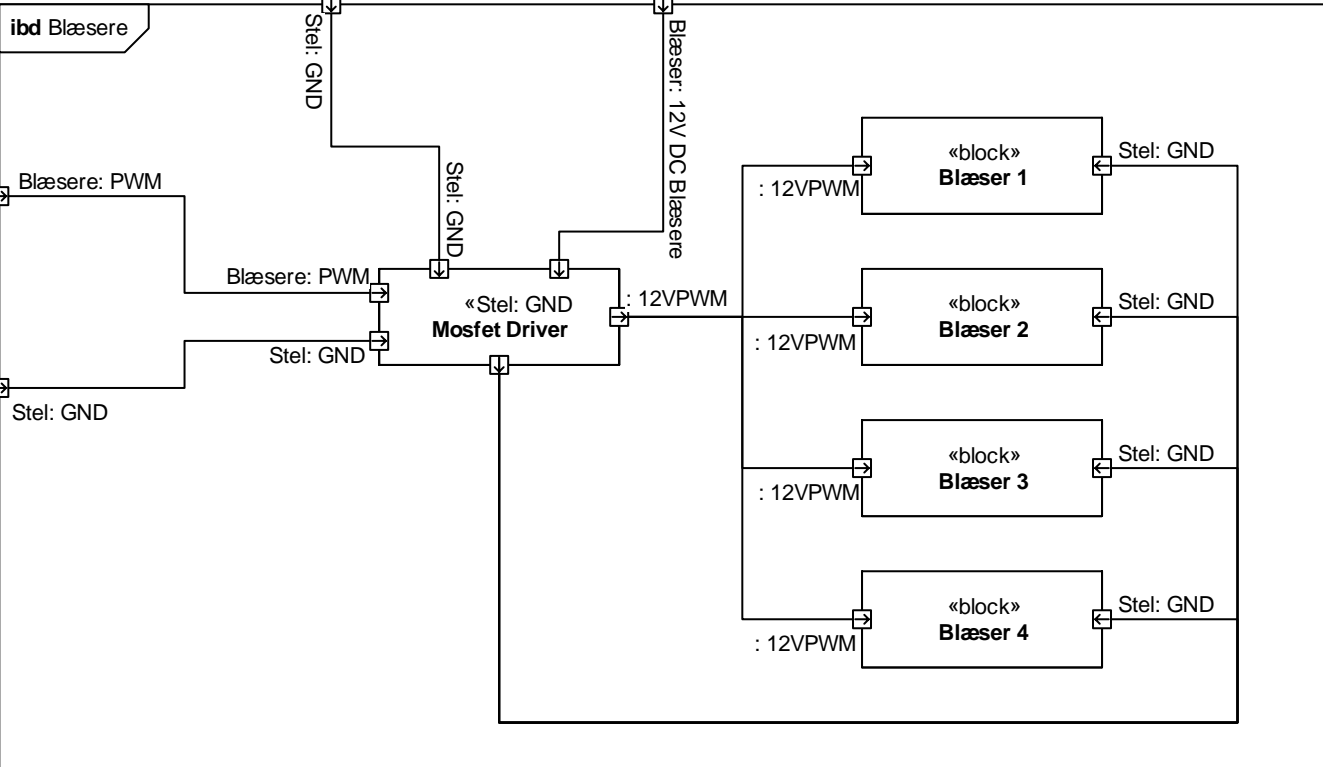 ibd Blæsere
Stel: GND
Blæser: 12V DC Blæsere
Stel: GND
Blæsere: PWM
Blæsere: PWM
Stel: GND
Stel: GND
«Stel: GND
Mosfet Driver
: 12VPWM
«block»
Blæser 1
: 12VPWM
Stel: GND
«block»
Blæser 2
: 12VPWM
Stel: GND
«block»
Blæser 3
: 12VPWM
Stel: GND
«block»
Blæser 4
: 12VPWM
Stel: GND